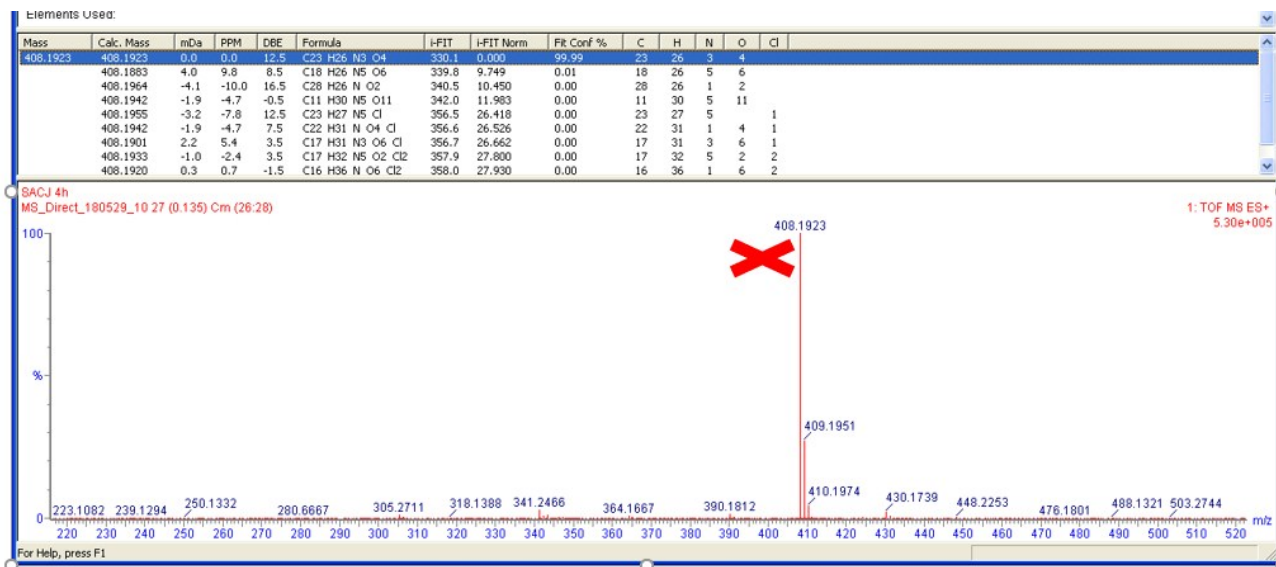 Elements Used:
Mass Calc. Mass mDa PPM DBE Formula i-FIT i-FIT Norm Fit Conf % C H N O Cl
408.1923 408.1923 0.0 0.0 12.5 C23 H26 N3 O4 330.1 0.000 99.99 23 26 3 4
408.1883 4.0 9.8 8.5 C18 H26 N5 O6 339.8 9.749 0.01 18 26 5 6
408.1964 -4.1 -10.0 16.5 C28 H26 N O2 340.5 10.450 0.00 28 26 1 2
408.1942 -1.9 -4.7 -0.5 C11 H30 N5 O11 342.0 11.983 0.00 11 30 5 11
408.1955 -3.2 -7.8 12.5 C23 H27 N5 Cl 356.5 26.418 0.00 23 27 5 1
408.1942 -1.9 -4.7 7.5 C22 H31 N O4 Cl 356.6 26.526 0.00 22 31 1 4 1
408.1901 2.2 5.4 3.5 C17 H31 N3 O6 Cl 356.7 26.662 0.00 17 31 3 6 1
408.1933 -1.0 -2.4 3.5 C17 H32 N5 O2 Cl2 357.9 27.800 0.00 17 32 5 2 2
408.1920 0.3 0.7 -1.5 C16 H36 N O6 Cl2 358.0 27.930 0.00 16 36 1 6 2
SACJ 4h
MS_Direct_180529_10 27 (0.135) Cm (26:28)
1: TOF MS ES+
5.30e+005
100
408.1923
%
409.1951
410.1974
223.1082 239.1294 250.1332 280.6667 305.2711 318.1388 341.2466 364.1667 390.1812 430.1739 448.2253 476.1801 488.1321 503.2744
0
m/z
220 230 240 250 260 270 280 290 300 310 320 330 340 350 360 370 380 390 400 410 420 430 440 450 460 470 480 490 500 510 520
For Help, press F1